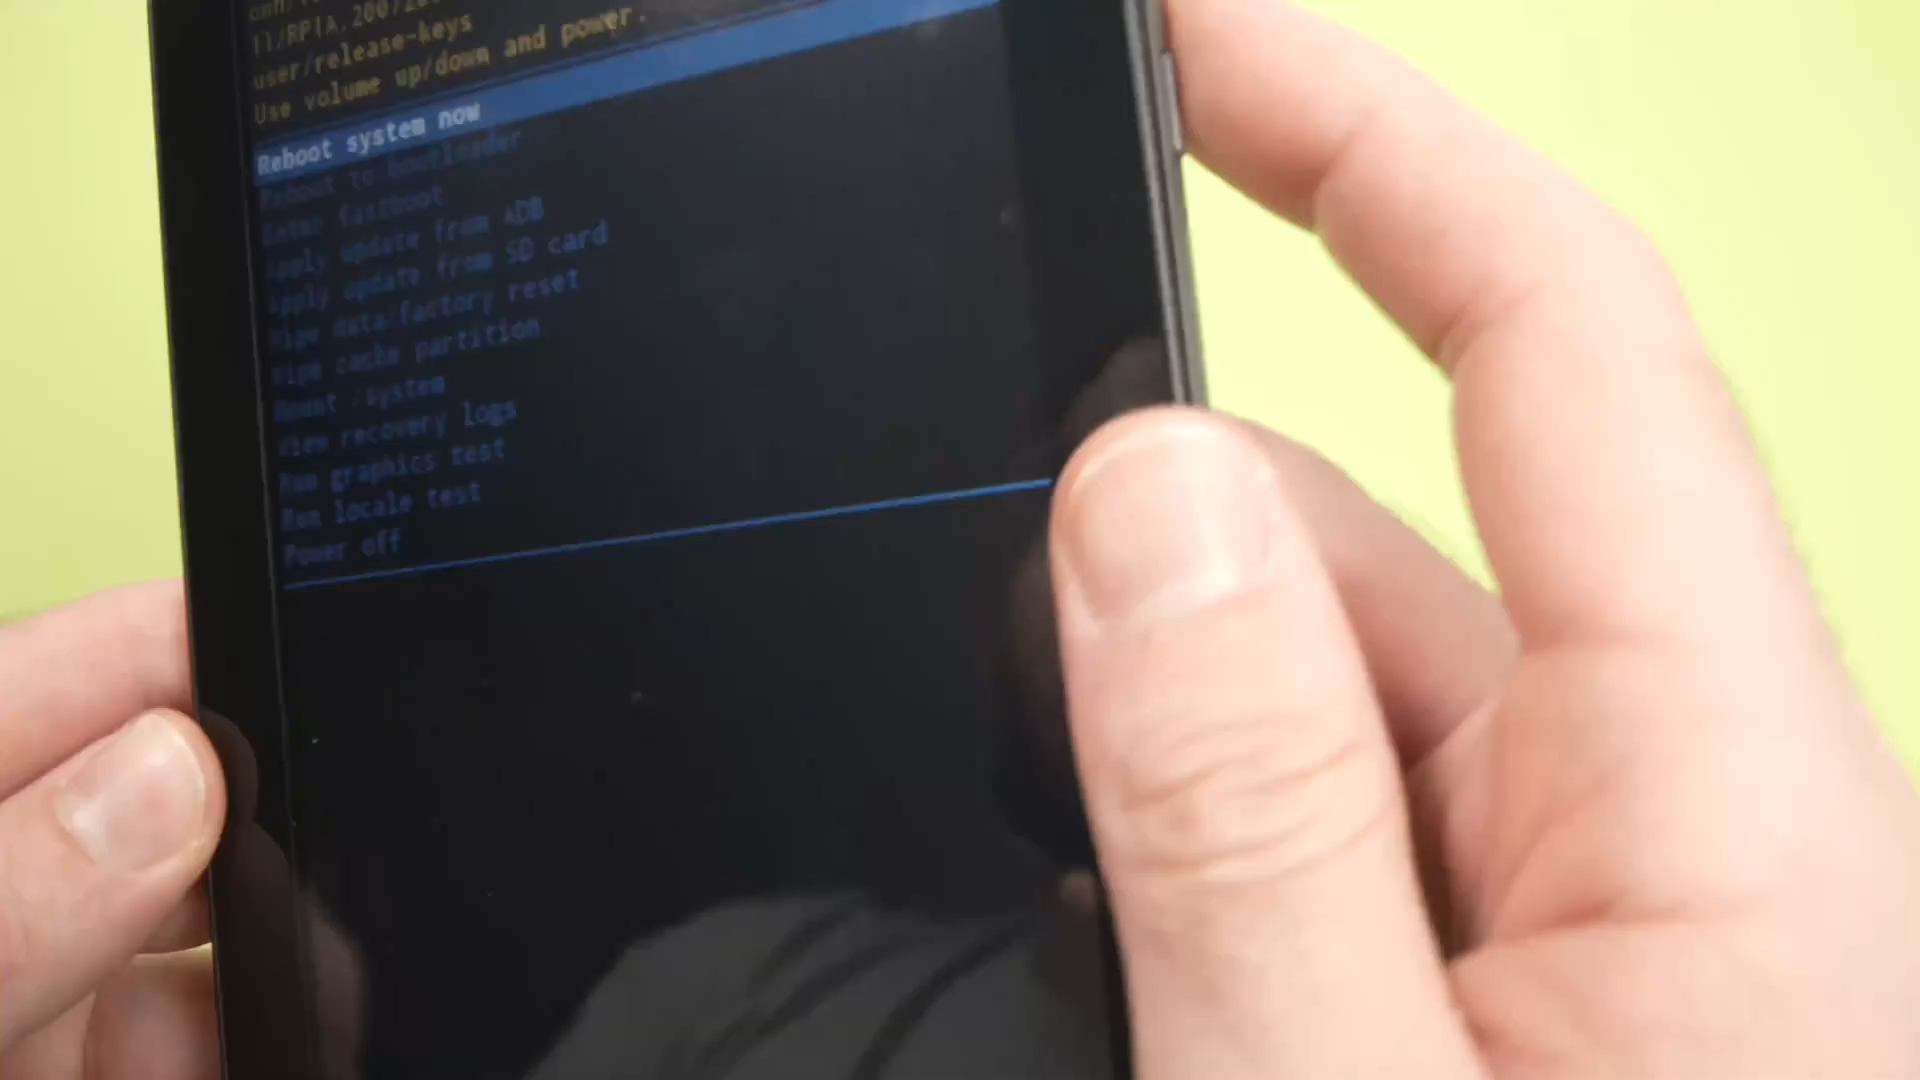 user/release-keys
Use volume up/down and power.
Reboot system now
Reboot to bootloader
Enter fastboot
Apply update from ADB
Apply update from SD card
Wipe data/factory reset
Wipe cache partition
Mount /system
View recovery logs
Run graphics test
Run locale test
Power off